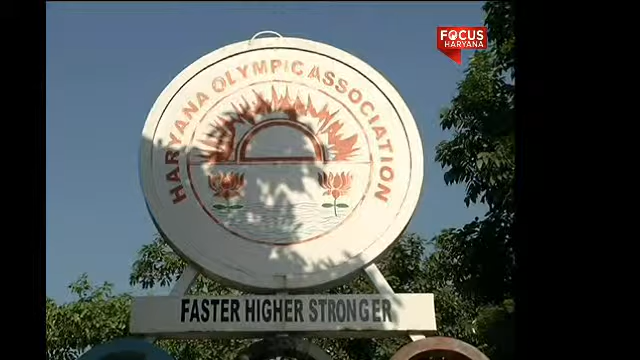 FOCUS
HARYANA
HARYANA OLYMPIC ASSOCIATION
FASTER HIGHER STRONGER